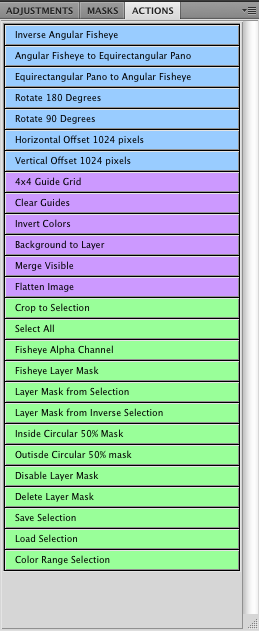 ADJUSTMENTS MASKS ACTIONS
Inverse Angular Fisheye
Angular Fisheye to Equirectangular Pano
Equirectangular Pano to Angular Fisheye
Rotate 180 Degrees
Rotate 90 Degrees
Horizontal Offset 1024 pixels
Vertical Offset 1024 pixels
4x4 Guide Grid
Clear Guides
Invert Colors
Background to Layer
Merge Visible
Flatten Image
Crop to Selection
Select All
Fisheye Alpha Channel
Fisheye Layer Mask
Layer Mask from Selection
Layer Mask from Inverse Selection
Inside Circular 50% Mask
Outisde Circular 50% mask
Disable Layer Mask
Delete Layer Mask
Save Selection
Load Selection
Color Range Selection